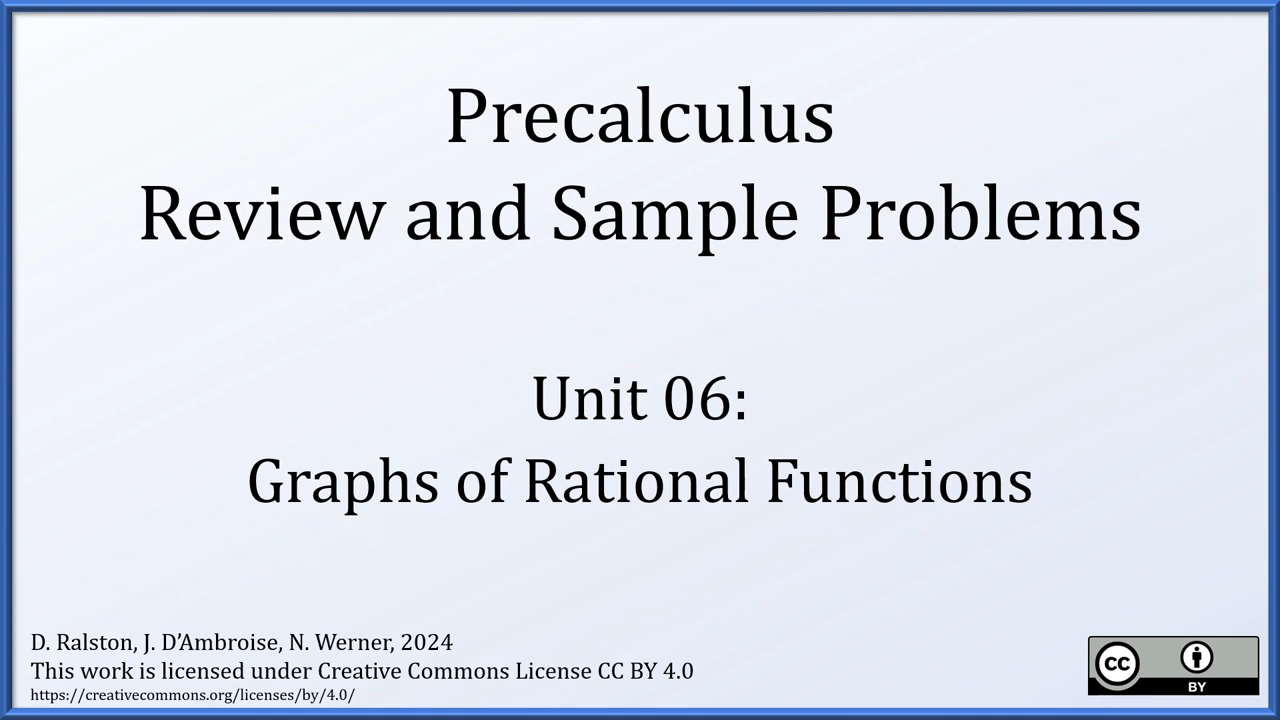 Precalculus
Review and Sample Problems
Unit 06:
Graphs of Rational Functions
D. Ralston, J. D’Ambroise, N. Werner, 2024
This work is licensed under Creative Commons License CC BY 4.0
https://creativecommons.org/licenses/by/4.0/
cc
BY